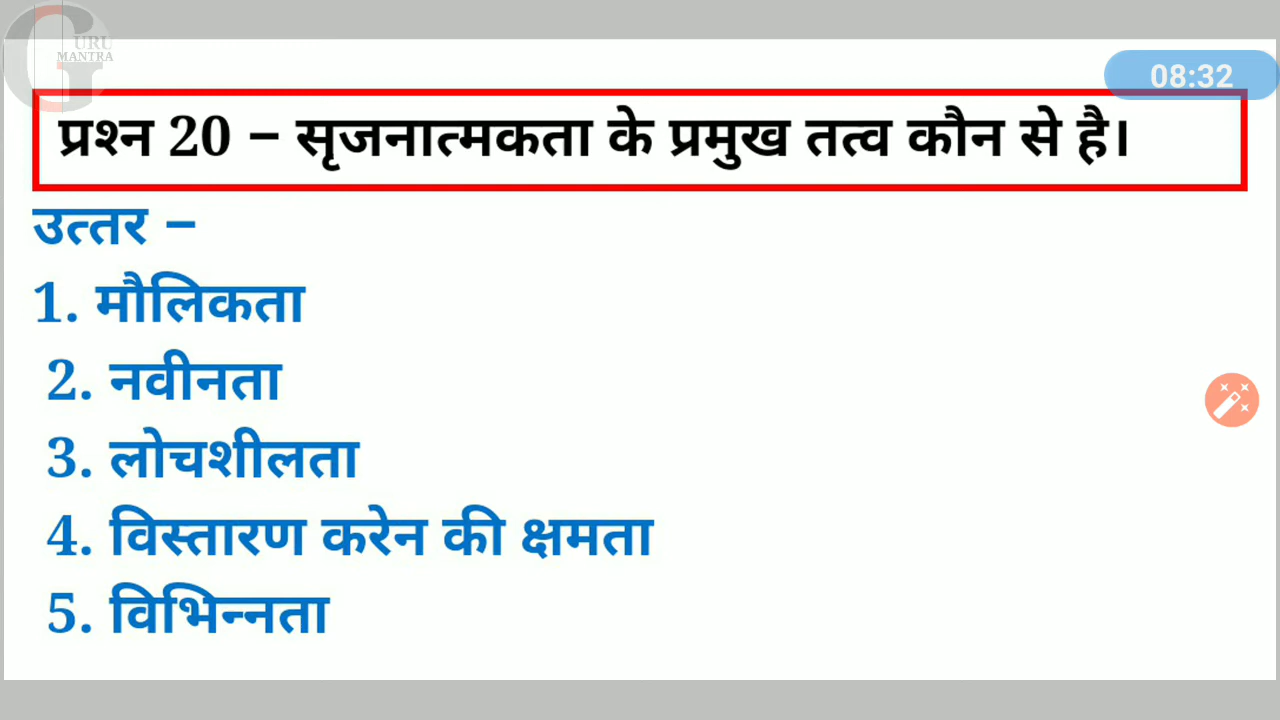 GURU
MANTRA
08:32
प्रश्न 20 – सृजनात्मकता के प्रमुख तत्व कौन से है।
उत्तर –
1. मौलिकता
2. नवीनता
3. लोचशीलता
4. विस्तारण करेन की क्षमता
5. विभिन्नता